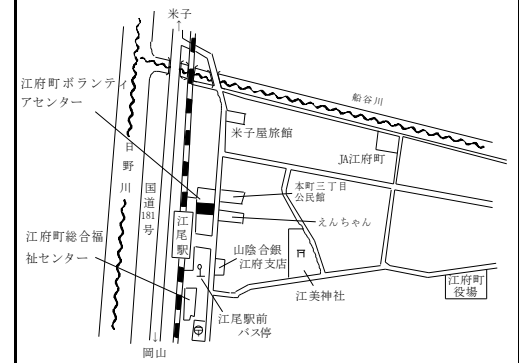 米子
↑
江府町ボランティ
アセンター
船谷川
米子屋旅館
JA江府町
日野川
国道181号
本町三丁目
公民館
えんちゃん
江尾駅
江府町総合福
祉センター
山陰合銀
江府支店
江美神社
江府町
役場
江尾駅前
バス停
↓
岡山